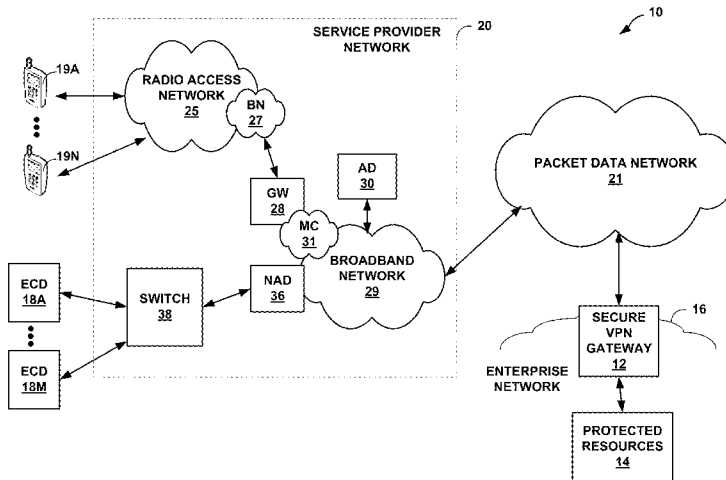 SERVICE PROVIDER
NETWORK
20
10
19A
RADIO ACCESS
NETWORK
25
BN
27
19N
GW
28
AD
30
PACKET DATA NETWORK
21
MC
31
BROADBAND
NETWORK
29
NAD
36
SWITCH
38
ECD
18A
ECD
18M
16
SECURE
VPN
GATEWAY
12
ENTERPRISE
NETWORK
PROTECTED
RESOURCES
14